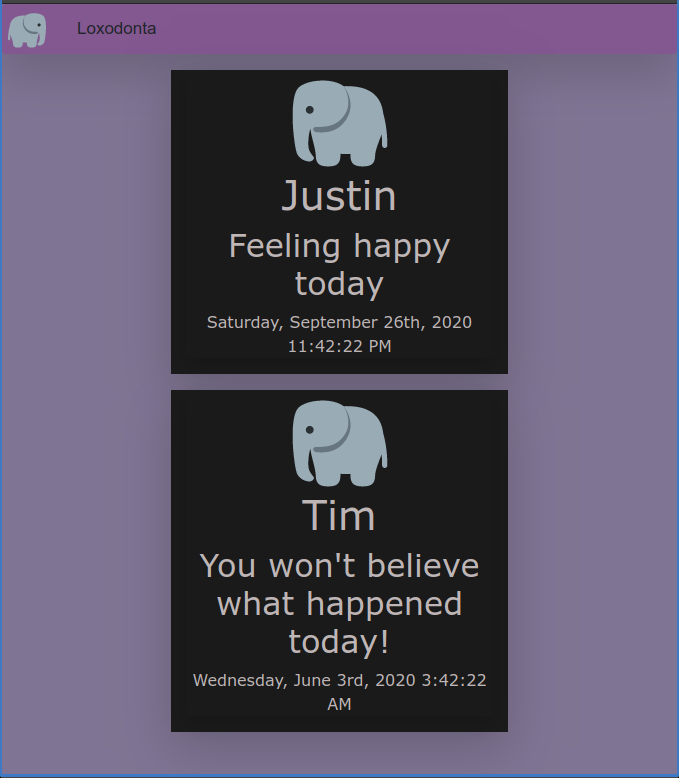 Loxodonta
Justin
Feeling happy
today
Saturday, September 26th, 2020
11:42:22 PM
Tim
You won't believe
what happened
today!
Wednesday, June 3rd, 2020 3:42:22
AM